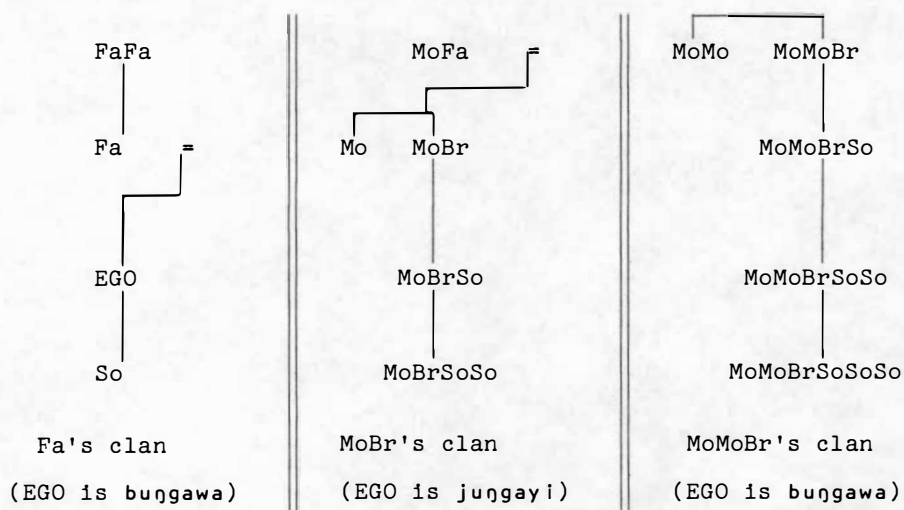 FaFa MoFa = MoMo MoMoBr
Fa = Mo MoBr MoMoBrSo
EGO MoBrSo MoMoBrSoSo
So MoBrSoSo MoMoBrSoSoSo
Fa's clan MoBr's clan MoMoBr's clan
(EGO is buŋgawa) (EGO is juŋgayi) (EGO is buŋgawa)